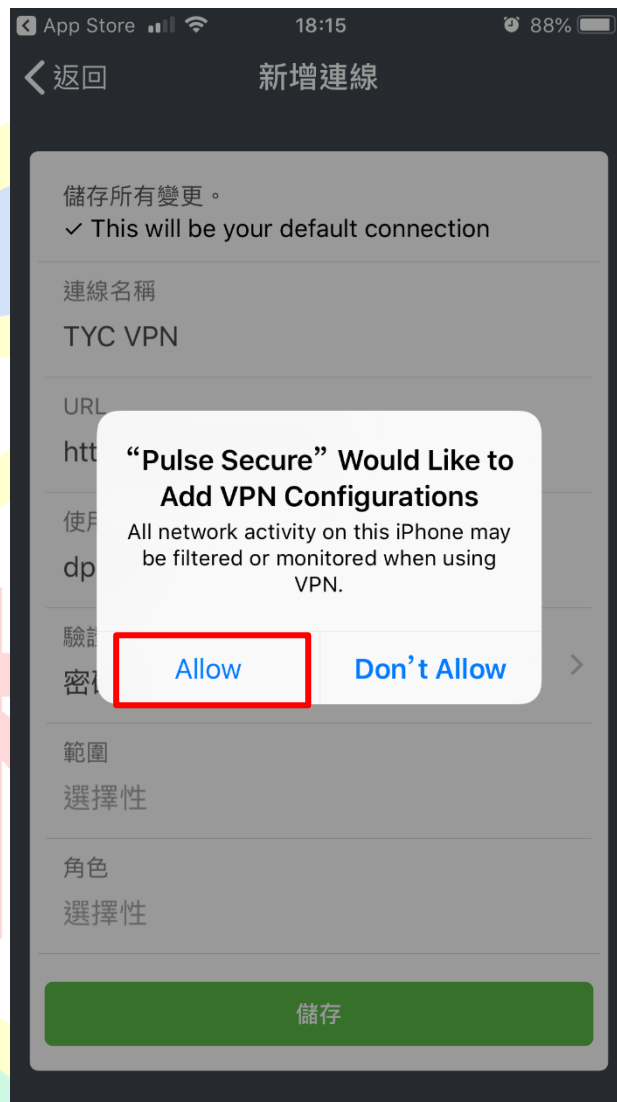 App Store 18:15 88%
返回 新增連線
儲存所有變更。
✓ This will be your default connection
連線名稱
TYC VPN
URL
htt
使用
dp
“Pulse Secure” Would Like to
Add VPN Configurations
All network activity on this iPhone may
be filtered or monitored when using
VPN.
Allow Don’t Allow
驗證
密碼
範圍
選擇性
角色
選擇性
儲存